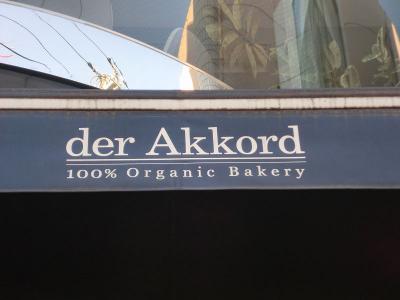 der Akkord
100% Organic Bakery